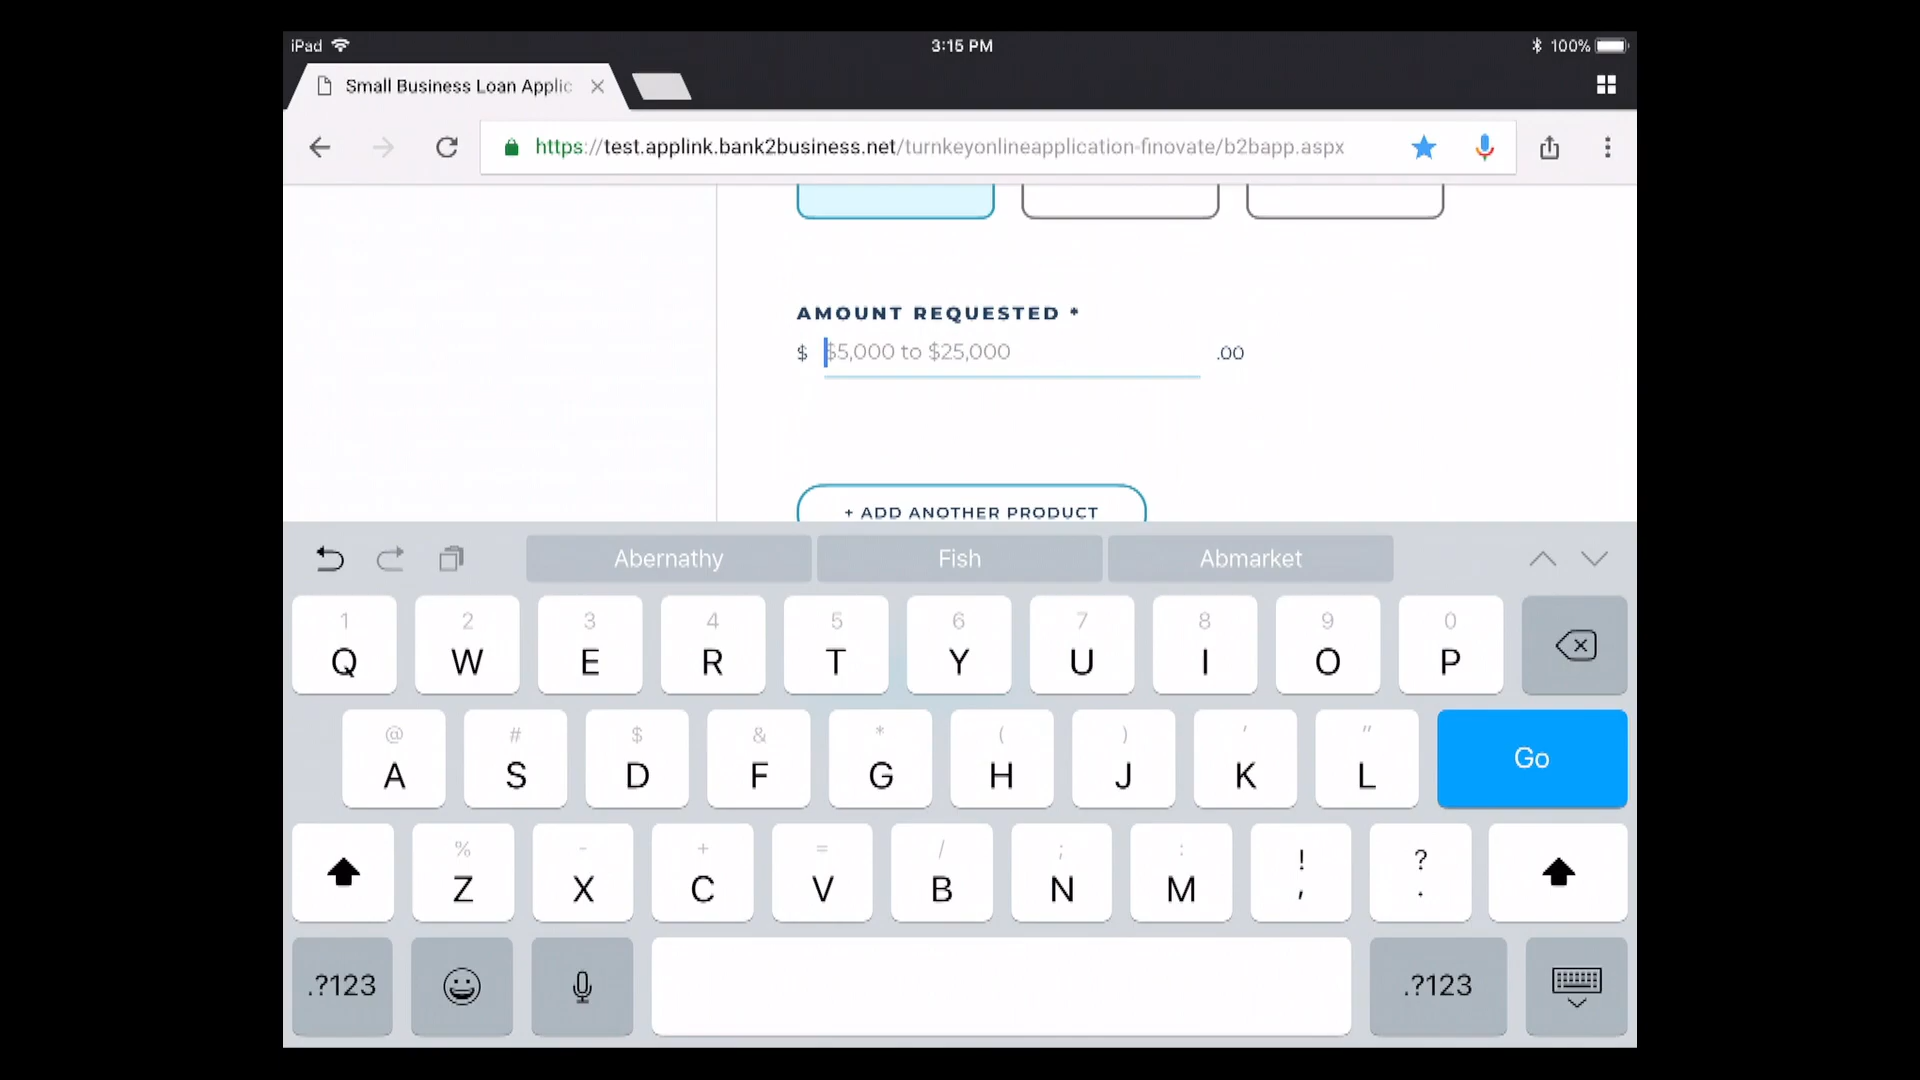 iPad
3:15 PM
100%
Small Business Loan Applic
https://test.applink.bank2business.net/turnkeyonlineapplication-finovate/b2bapp.aspx
AMOUNT REQUESTED *
$ $5,000 to $25,000 .00
+ ADD ANOTHER PRODUCT
Abernathy Fish Abmarket
1 2 3 4 5 6 7 8 9 0
Q W E R T Y U I O P
@ # $ & * ( ) ' "
A S D F G H J K L Go
% - + = / ; : ! ?
Z X C V B N M , .
.?123 .?123